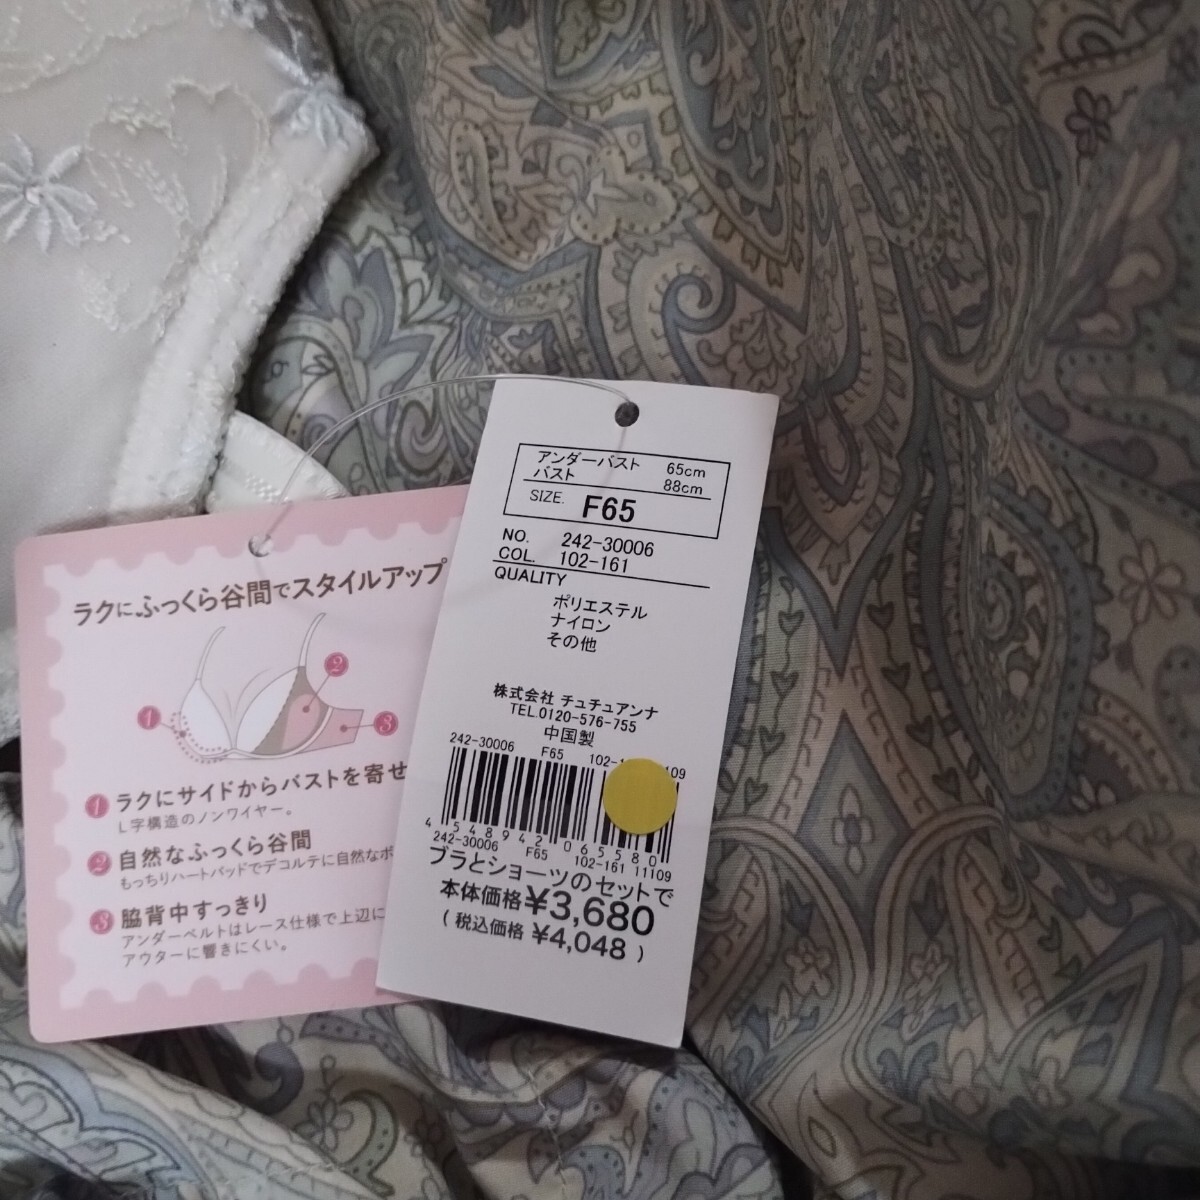 ラクにふっくら谷間でスタイルアップ
1
2
3
1 ラクにサイドからバストを寄せ
L字構造のノンワイヤー。
2 自然なふっくら谷間
もっちりハートパッドでデコルテに自然なボ
3 脇背中すっきり
アンダーベルトはレース仕様で上辺に
アウターに響きにくい。
アンダーバスト 65cm
バスト 88cm
SIZE. F65
NO. 242-30006
COL. 102-161
QUALITY
ポリエステル
ナイロン
その他
株式会社 チュチュアンナ
TEL.0120-576-755
中国製
242-30006 F65 102-1 109
4 548942 065580
242-30006 F65 102-161 11109
ブラとショーツのセットで
本体価格 ¥3,680
( 税込価格 ¥4,048 )